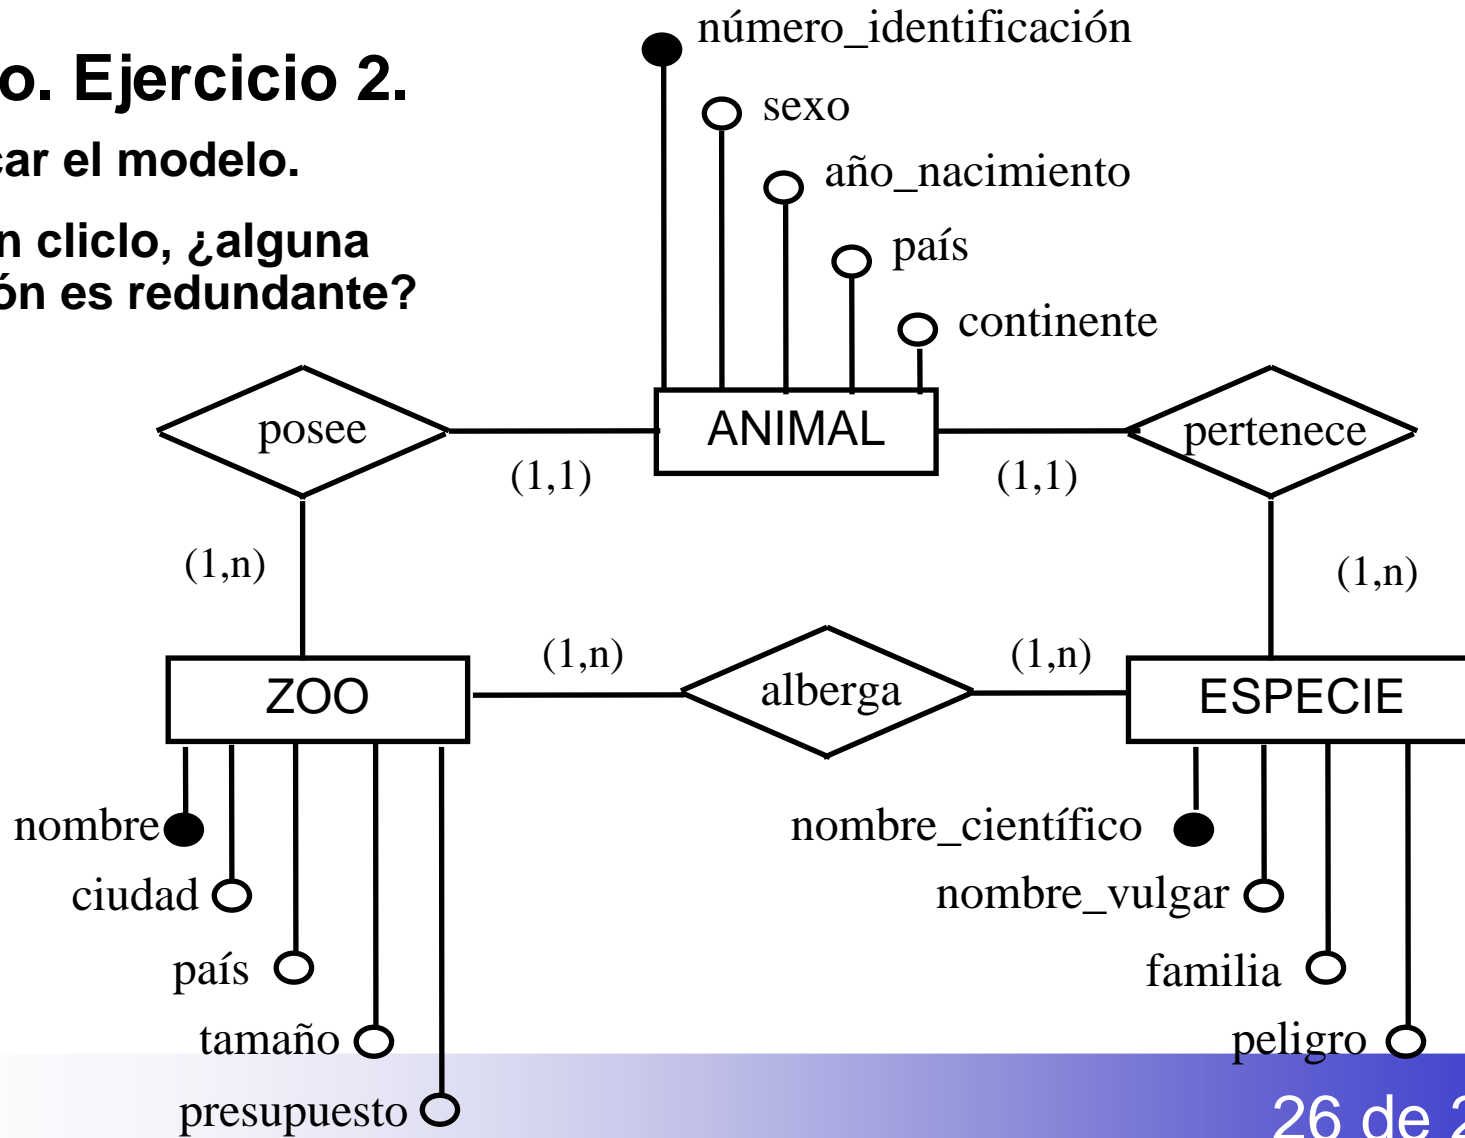 o. Ejercicio 2.
car el modelo.
n cliclo, ¿alguna
ón es redundante?
número_identificación
sexo
año_nacimiento
país
continente
posee
ANIMAL
pertenece
(1,1)
(1,1)
(1,n)
(1,n)
(1,n)
(1,n)
ZOO
alberga
ESPECIE
nombre
ciudad
país
tamaño
presupuesto
nombre_científico
nombre_vulgar
familia
peligro
26 de 2